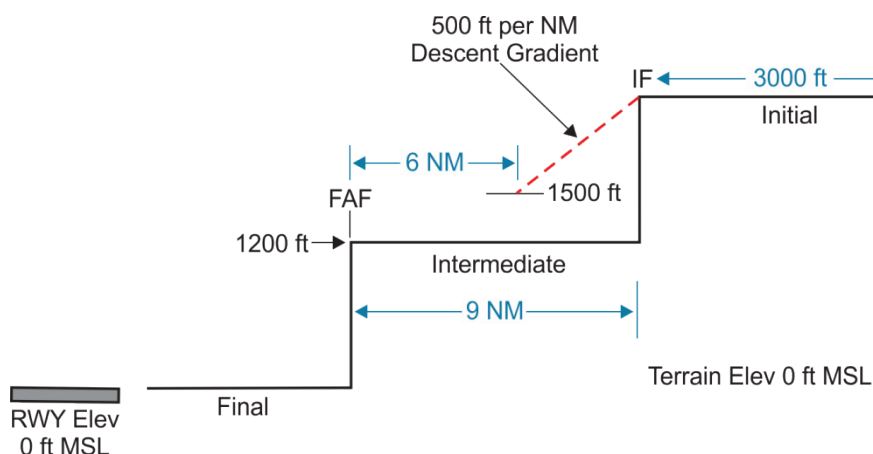 500 ft per NM
Descent Gradient
IF
3000 ft
Initial
6 NM
1500 ft
FAF
1200 ft
Intermediate
9 NM
Terrain Elev 0 ft MSL
Final
RWY Elev
0 ft MSL